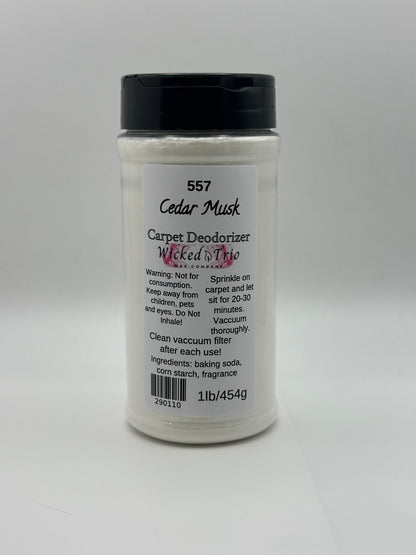 557
Cedar Musk
Carpet Deodorizer
Wicked Trio
WAX COMPANY
Warning: Not for
consumption.
Keep away from
children, pets
and eyes. Do Not
Inhale!
Sprinkle on
carpet and let
sit for 20-30
minutes.
Vaccuum
thoroughly.
Clean vaccuum filter
after each use!
Ingredients: baking soda,
corn starch, fragrance
290110
1lb/454g